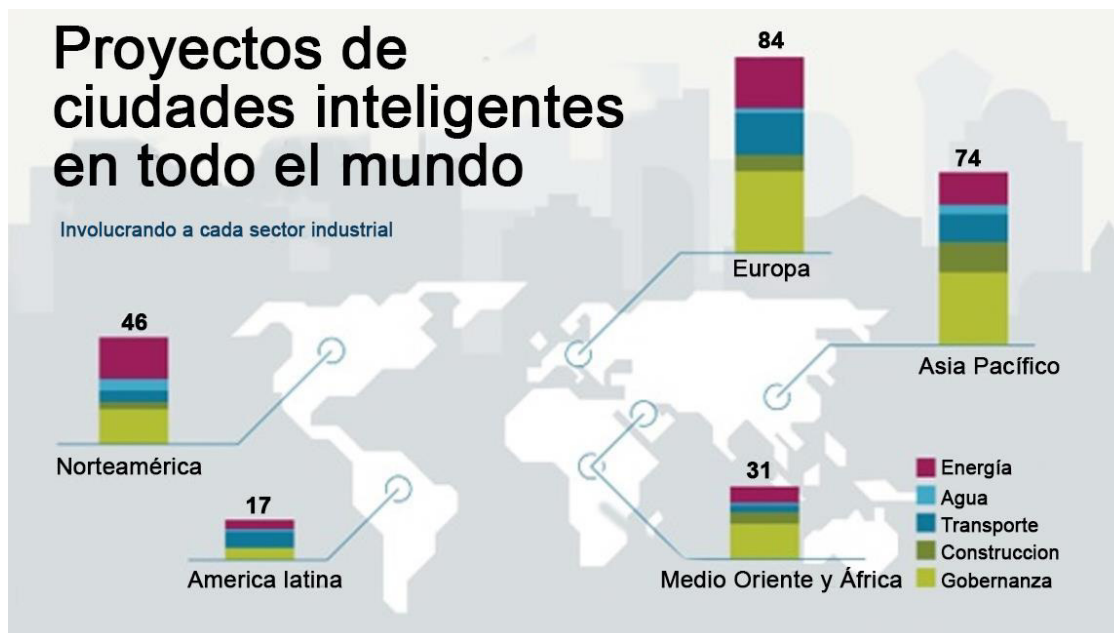 Proyectos de
ciudades inteligentes
en todo el mundo
Involucrando a cada sector industrial
84
Europa
74
Asia Pacífico
46
Norteamérica
17
America latina
31
Medio Oriente y África
Energía
Agua
Transporte
Construccion
Gobernanza